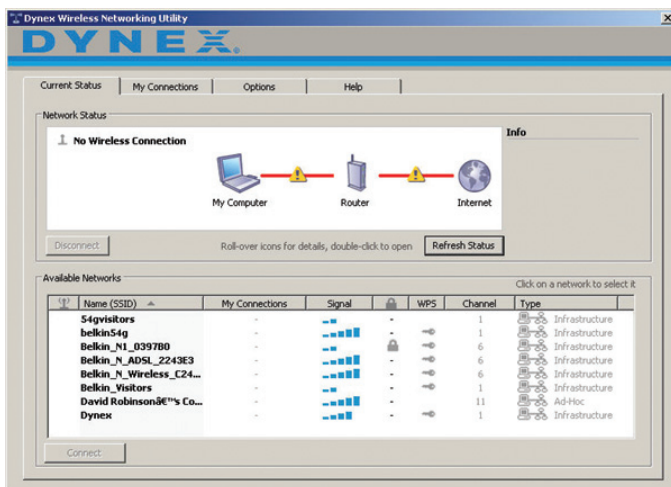 Dynex Wireless Networking Utility
DYNEX.
Current Status My Connections Options Help
Network Status
No Wireless Connection
Info
My Computer Router Internet
Disconnect Roll-over icons for details, double-click to open Refresh Status
Available Networks
Click on a network to select it
Name (SSID) My Connections Signal WPS Channel Type
54gvisitors - - 1 Infrastructure
belkin54g - - 1 Infrastructure
Belkin_N1_0397B0 - 6 Infrastructure
Belkin_N_ADSL_2243E3 - - 6 Infrastructure
Belkin_N_Wireless_C24... - - 6 Infrastructure
Belkin_Visitors - - 1 Infrastructure
David Robinsonâ€™s Co... - - 11 Ad-Hoc
Dynex - - 1 Infrastructure
Connect